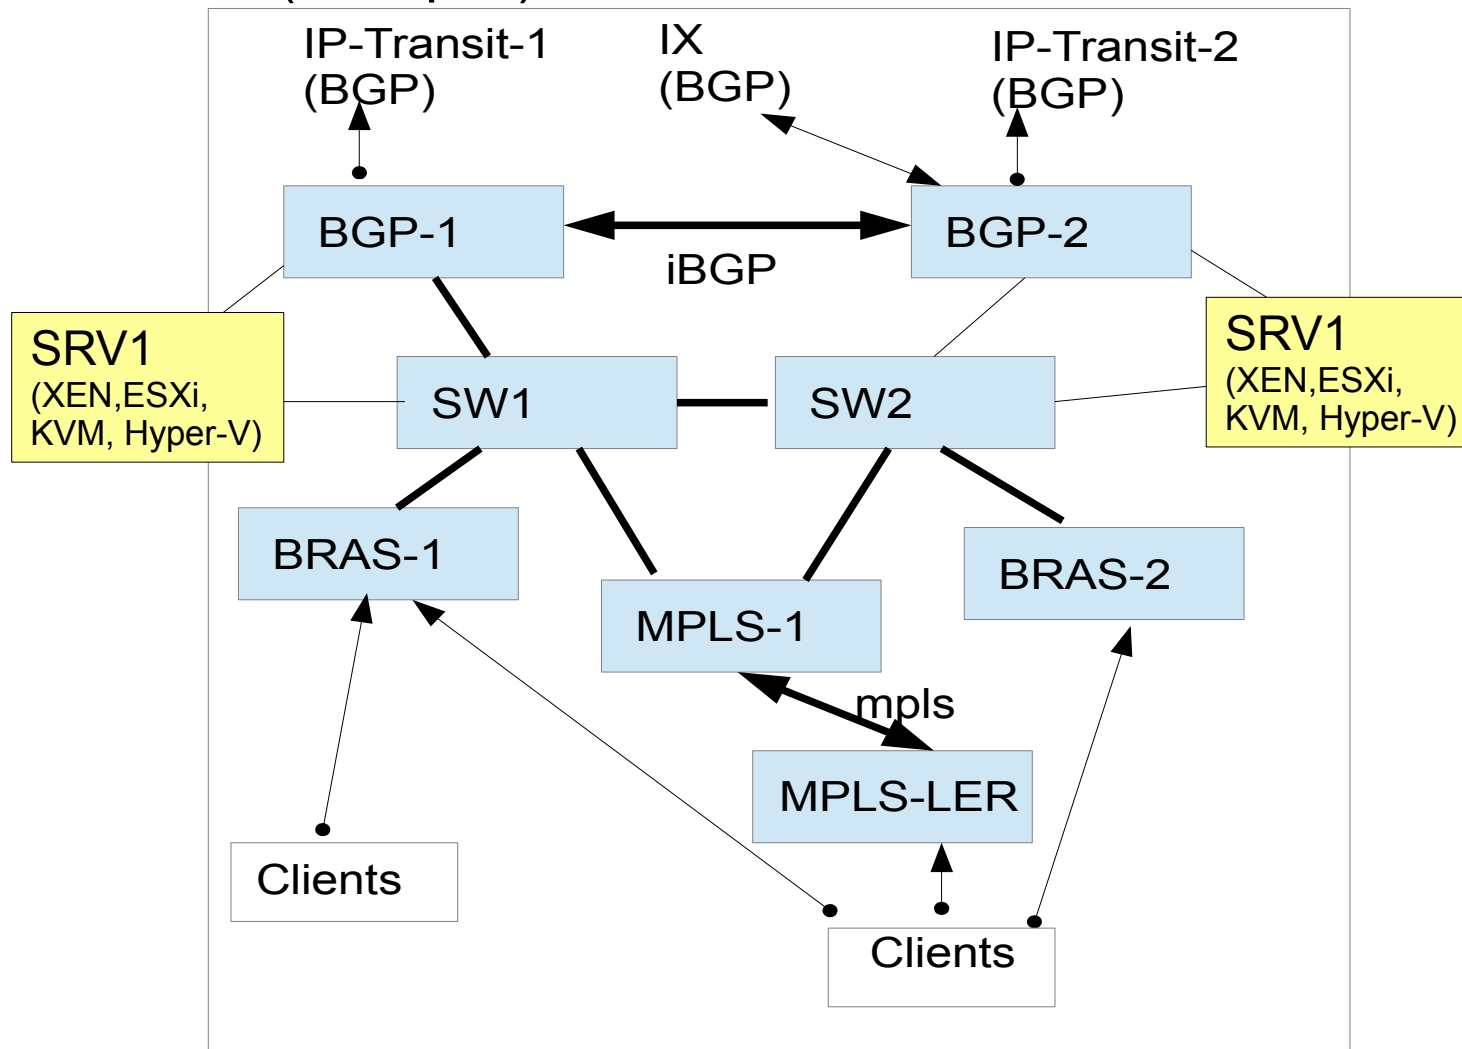 IP-Transit-1
(BGP)
IX
(BGP)
IP-Transit-2
(BGP)
BGP-1
BGP-2
iBGP
SRV1
(XEN,ESXi,
KVM, Hyper-V)
SW1
SW2
SRV1
(XEN,ESXi,
KVM, Hyper-V)
BRAS-1
BRAS-2
MPLS-1
mpls
MPLS-LER
Clients
Clients